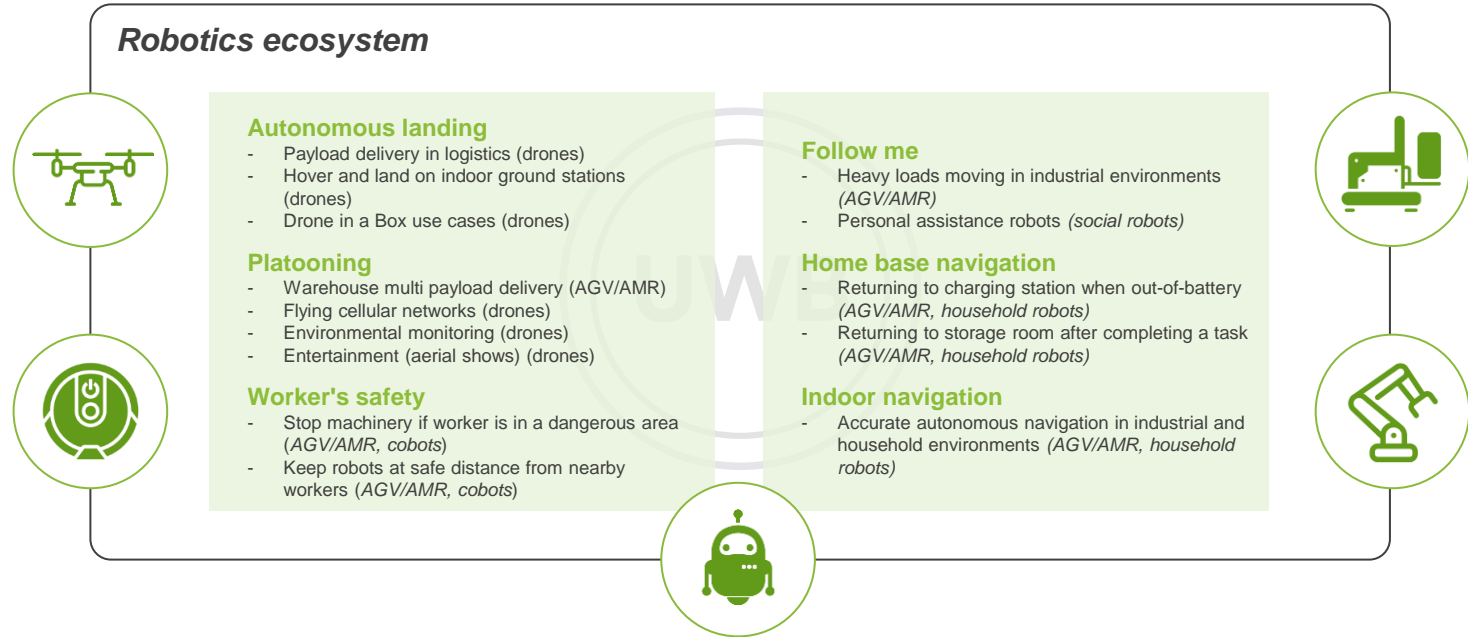 Robotics ecosystem
Autonomous landing
- Payload delivery in logistics (drones)
- Hover and land on indoor ground stations
(drones)
- Drone in a Box use cases (drones)
Platooning
- Warehouse multi payload delivery (AGV/AMR)
- Flying cellular networks (drones)
- Environmental monitoring (drones)
- Entertainment (aerial shows) (drones)
Worker's safety
- Stop machinery if worker is in a dangerous area
(AGV/AMR, cobots)
- Keep robots at safe distance from nearby
workers (AGV/AMR, cobots)
UWB
Follow me
- Heavy loads moving in industrial environments
(AGV/AMR)
- Personal assistance robots (social robots)
Home base navigation
- Returning to charging station when out-of-battery
(AGV/AMR, household robots)
- Returning to storage room after completing a task
(AGV/AMR, household robots)
Indoor navigation
- Accurate autonomous navigation in industrial and
household environments (AGV/AMR, household
robots)